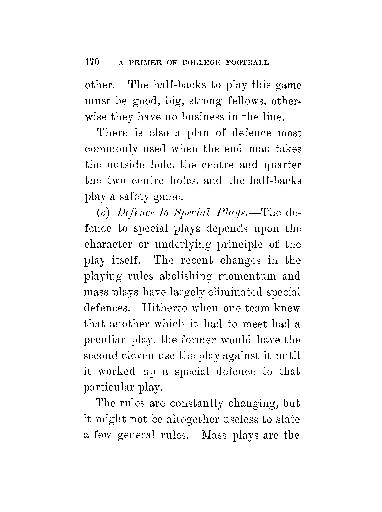 120 A PRIMER OF COLLEGE FOOTBALL
other. The half-backs to play this game
must be good, big, strong fellows, other-
wise they have no business in the line.
There is also a plan of defence most
commonly used when the end man takes
the outside hole, the centre and quarter
the two centre holes, and the half-backs
play a safety game.
(c) Defence to Special Plays.—The de-
fence to special plays depends upon the
character or underlying principle of the
play itself. The recent changes in the
playing rules abolishing momentum and
mass plays have largely eliminated special
defences. Hitherto when one team knew
that another which it had to meet had a
peculiar play, the former would have the
second eleven use the play against it until
it worked up a special defence to that
particular play.
The rules are constantly changing, but
it might not be altogether useless to state
a few general rules. Mass plays are the